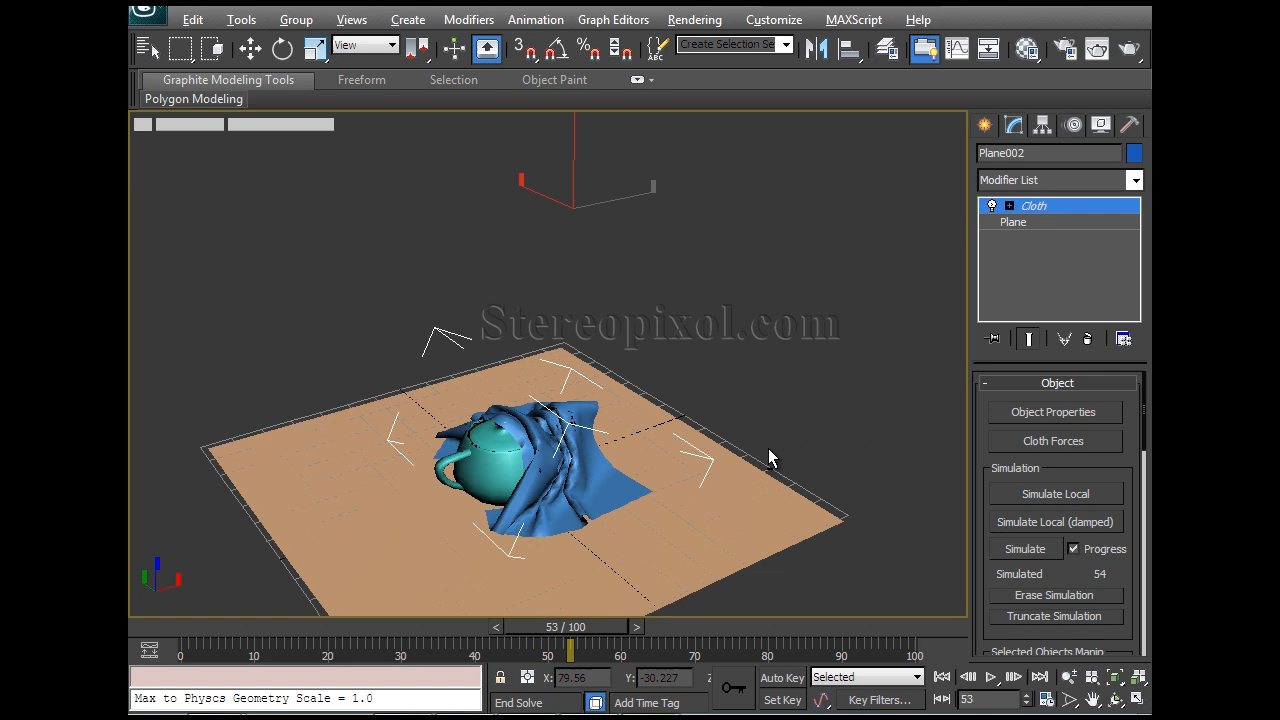 Edit Tools Group Views Create Modifiers Animation Graph Editors Rendering Customize MAXScript Help
View 3 % ABC Create Selection Se
Graphite Modeling Tools Freeform Selection Object Paint
Polygon Modeling
Plane002
Modifier List
Cloth
Plane
Stereopixol.com
- Object
Object Properties
Cloth Forces
Simulation
Simulate Local
Simulate Local (damped)
Simulate Progress
Simulated 54
Erase Simulation
Truncate Simulation
Selected Objects Manip
< 53 / 100 >
0 10 20 30 40 50 60 70 80 90 100
X: 79.56 Y: -30.227 Auto Key Selected
Max to Physcs Geometry Scale = 1.0
End Solve Add Time Tag Set Key Key Filters... 53